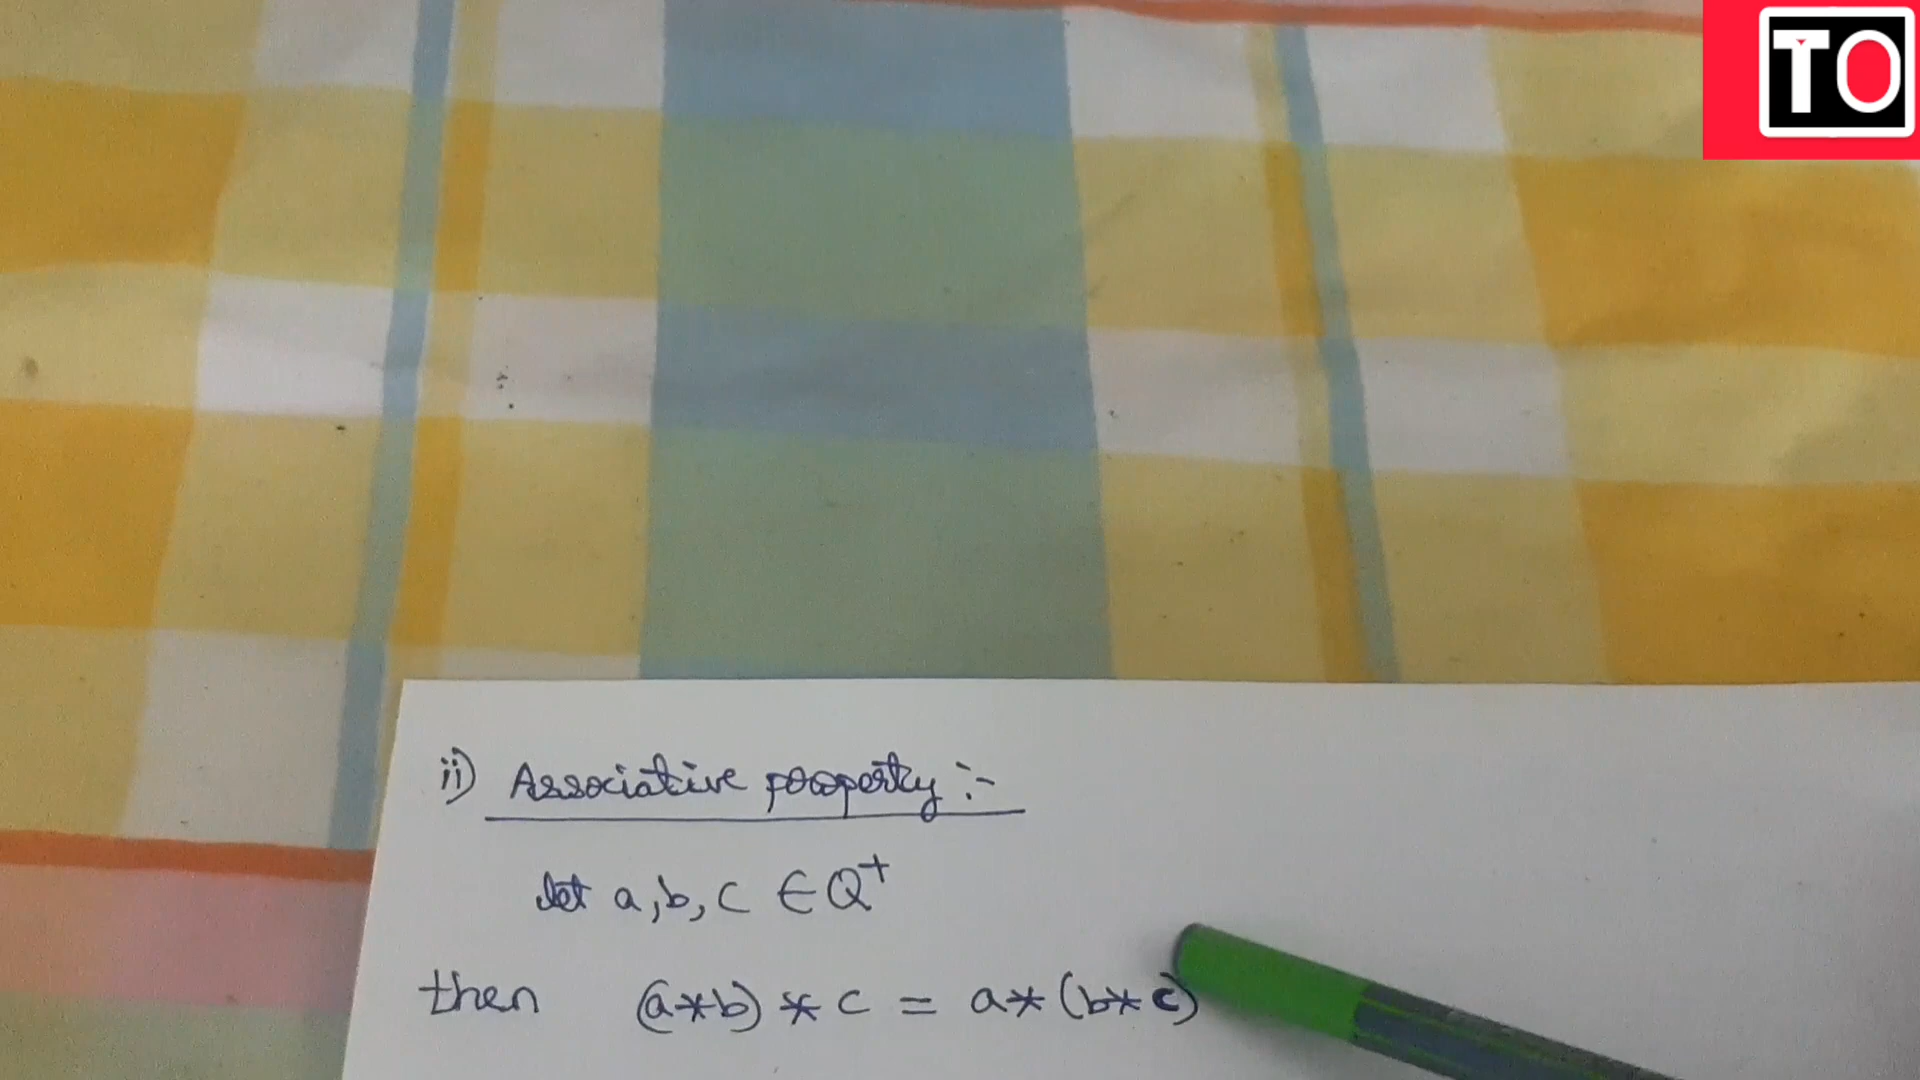 TO
ii) Associative property :-
Let a, b, c ∈ Q⁺
then (a*b) * c = a* (b* c)